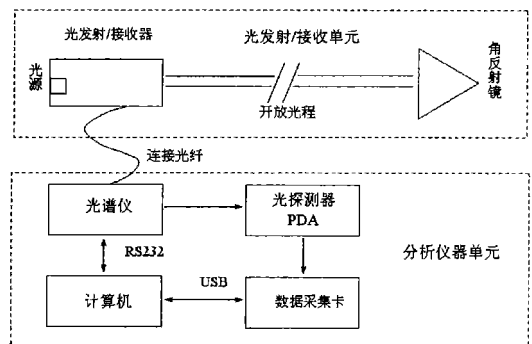 光发射/接收器
光发射/接收单元
光源
角反射镜
开放光程
连接光纤
光谱仪
光探测器
PDA
RS232
分析仪器单元
USB
计算机
数据采集卡